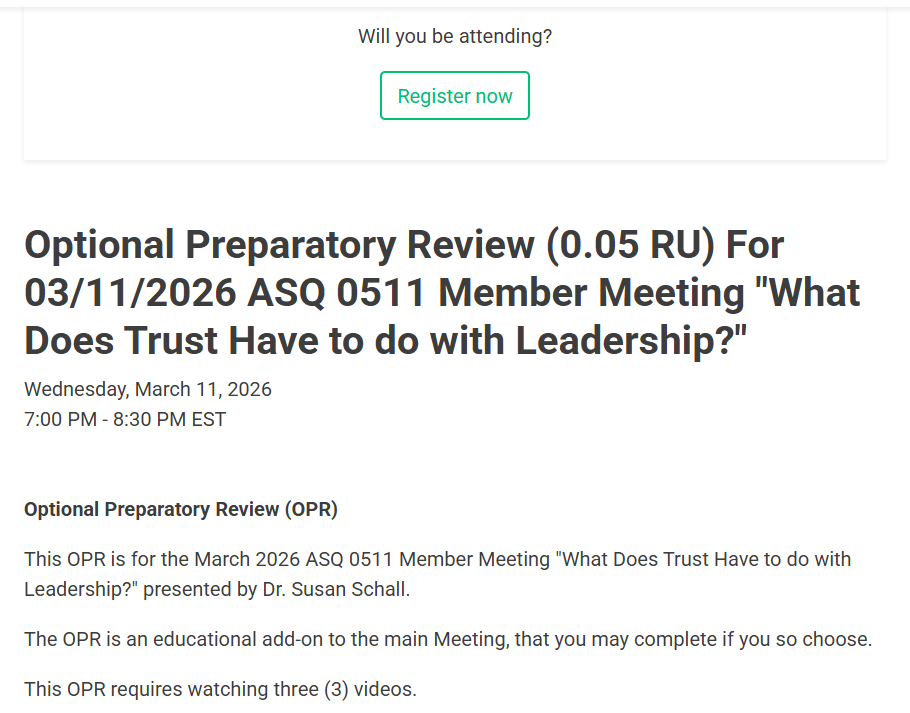 Will you be attending?
Register now
Optional Preparatory Review (0.05 RU) For
03/11/2026 ASQ 0511 Member Meeting "What
Does Trust Have to do with Leadership?"
Wednesday, March 11, 2026
7:00 PM - 8:30 PM EST
Optional Preparatory Review (OPR)
This OPR is for the March 2026 ASQ 0511 Member Meeting "What Does Trust Have to do with
Leadership?" presented by Dr. Susan Schall.
The OPR is an educational add-on to the main Meeting, that you may complete if you so choose.
This OPR requires watching three (3) videos.